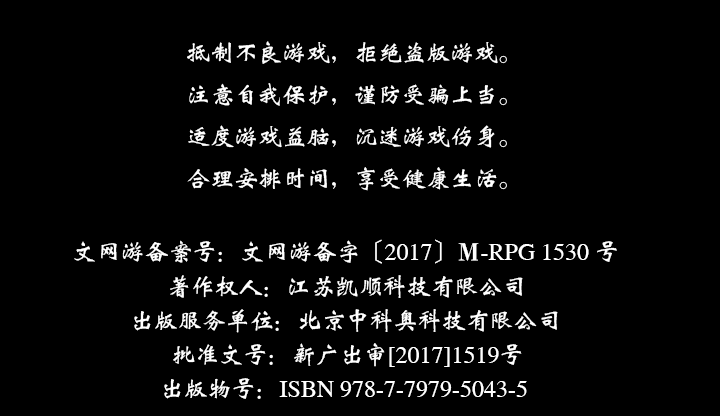 抵制不良游戏，拒绝盗版游戏。
注意自我保护，谨防受骗上当。
适度游戏益脑，沉迷游戏伤身。
合理安排时间，享受健康生活。
文网游备案号：文网游备字〔2017〕M-RPG 1530 号
著作权人：江苏凯顺科技有限公司
出版服务单位：北京中科奥科技有限公司
批准文号：新广出审[2017]1519号
出版物号：ISBN 978-7-7979-5043-5